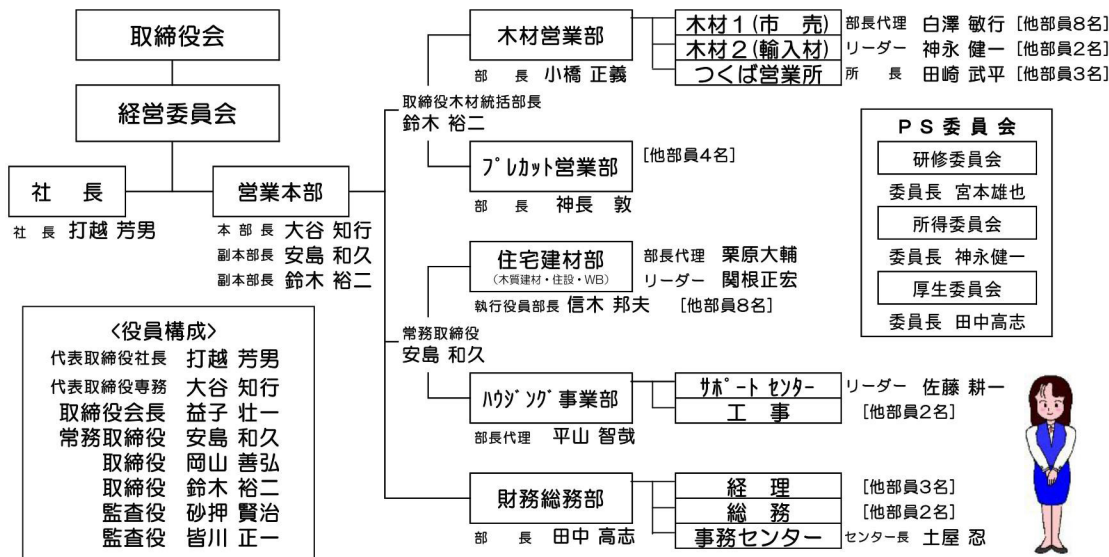 取締役会
経営委員会
社 長
社 長 打越 芳男
営業本部
本 部 長 大谷 知行
副本部長 安島 和久
副本部長 鈴木 裕二
<役員構成>
代表取締役社長 打越 芳男
代表取締役専務 大谷 知行
取締役会長 益子 壮一
常務取締役 安島 和久
取締役 岡山 善弘
取締役 鈴木 裕二
監査役 砂押 賢治
監査役 皆川 正一
取締役木材統括部長
鈴木 裕二
木材営業部
部 長 小橋 正義
木材1(市 売) 部長代理 白澤 敏行 [他部員8名]
木材2(輸入材) リーダー 神永 健一 [他部員2名]
つくば営業所 所 長 田崎 武平 [他部員3名]
プレカット営業部 [他部員4名]
部 長 神長 敦
常務取締役
安島 和久
住宅建材部
(木質建材・住設・WB)
部長代理 栗原大輔
リーダー 関根正宏
執行役員部長 信木 邦夫 [他部員8名]
ハウジング事業部
部長代理 平山 智哉
サポートセンター リーダー 佐藤 耕一
工 事 [他部員2名]
財務総務部
部 長 田中 高志
経 理 [他部員3名]
総 務 [他部員2名]
事務センター センター長 土屋 忍
PS委員会
研修委員会
委員長 宮本雄也
所得委員会
委員長 神永健一
厚生委員会
委員長 田中高志